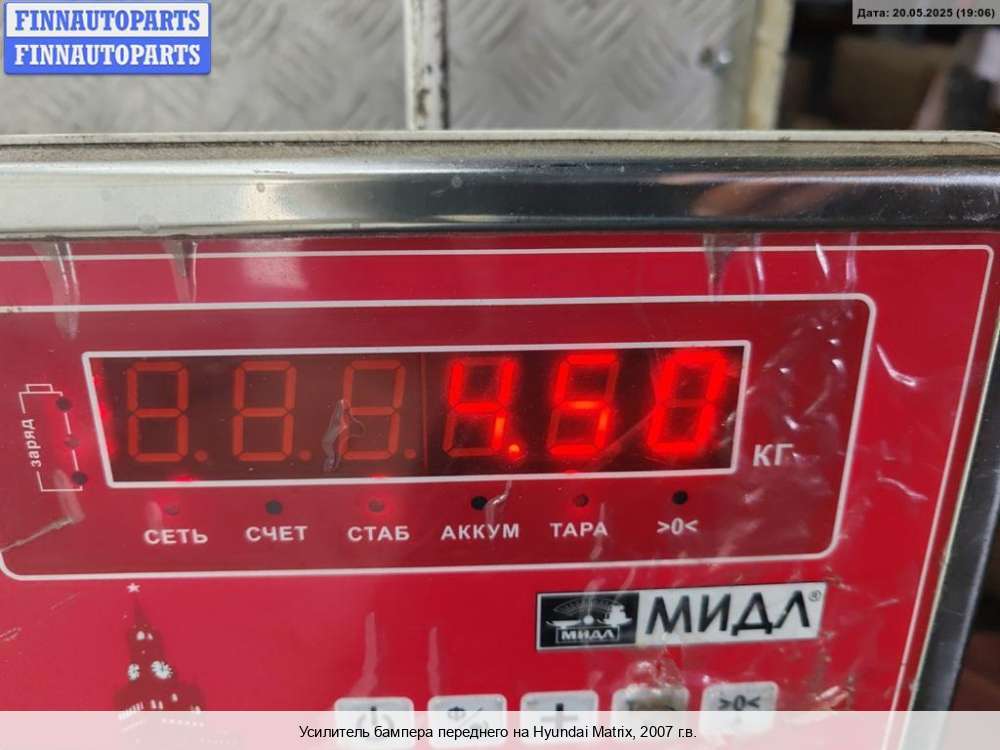 FINNAUTOPARTS
FINNAUTOPARTS
Дата: 20.05.2025 (19:06)
заряд
4.50
КГ
СЕТЬ СЧЕТ СТАБ АККУМ ТАРА >0<
МИДЛ МИДЛ®
>0<
Усилитель бампера переднего на Hyundai Matrix, 2007 г.в.